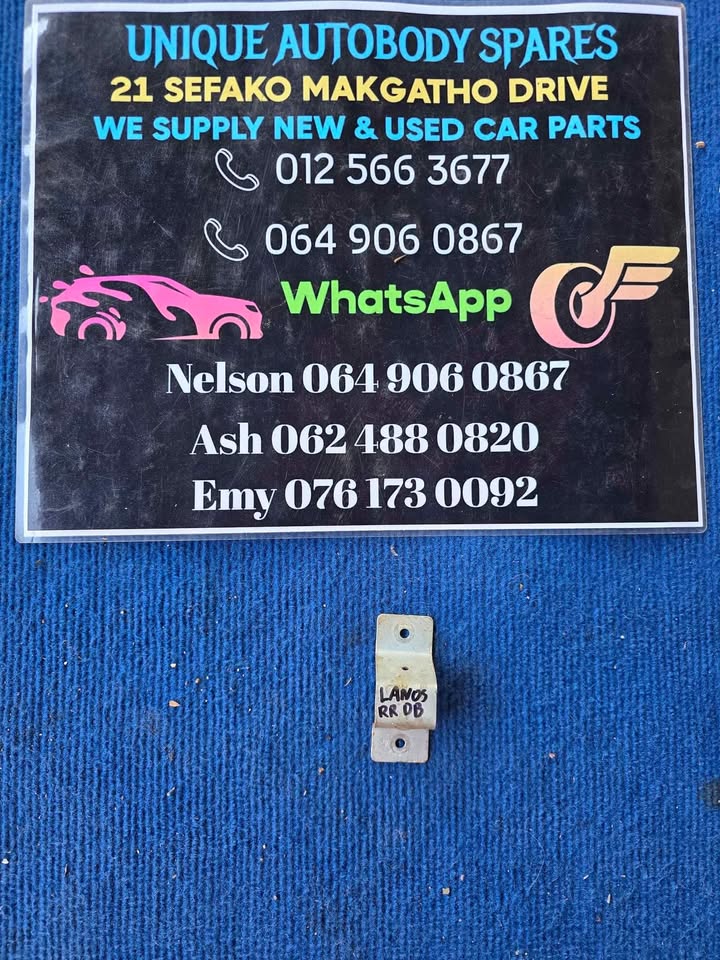 UNIQUE AUTOBODY SPARES
21 SEFAKO MAKGATHO DRIVE
WE SUPPLY NEW & USED CAR PARTS
012 566 3677
064 906 0867
WhatsApp
Nelson 064 906 0867
Ash 062 488 0820
Emy 076 173 0092
LANOS
RR DB